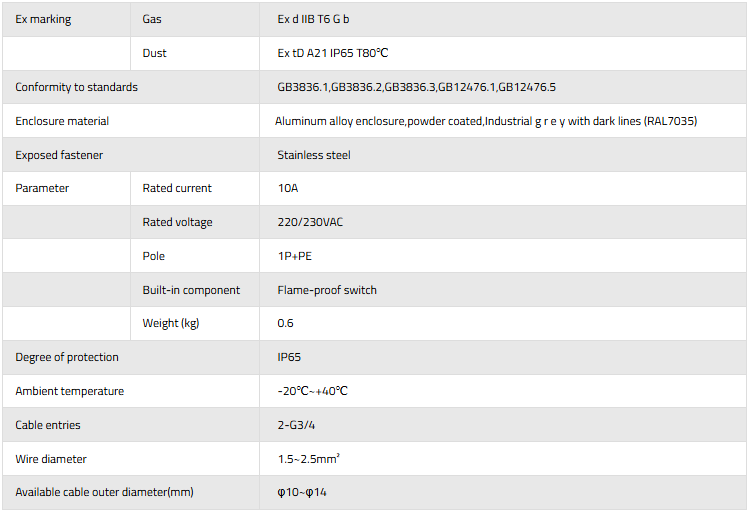 Ex marking Gas Ex d IIB T6 G b
Dust Ex tD A21 IP65 T80℃
Conformity to standards GB3836.1,GB3836.2,GB3836.3,GB12476.1,GB12476.5
Enclosure material Aluminum alloy enclosure,powder coated,Industrial g r e y with dark lines (RAL7035)
Exposed fastener Stainless steel
Parameter Rated current 10A
Rated voltage 220/230VAC
Pole 1P+PE
Built-in component Flame-proof switch
Weight (kg) 0.6
Degree of protection IP65
Ambient temperature -20℃~+40℃
Cable entries 2-G3/4
Wire diameter 1.5~2.5mm²
Available cable outer diameter(mm) φ10~φ14